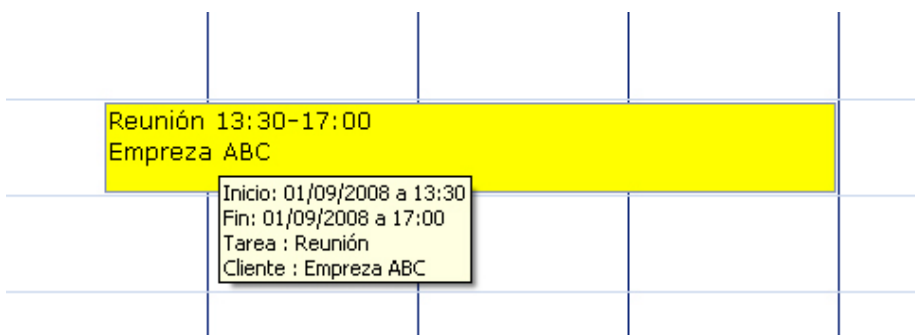 Reunión 13:30-17:00
Empreza ABC
Inicio: 01/09/2008 a 13:30
Fin: 01/09/2008 a 17:00
Tarea : Reunión
Cliente : Empreza ABC